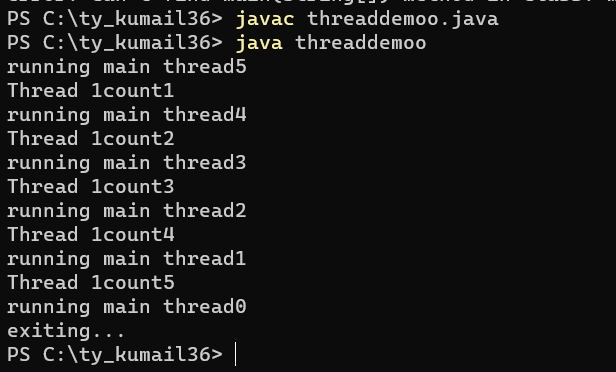 PS C:\ty_kumail36> javac threaddemoo.java
PS C:\ty_kumail36> java threaddemoo
running main thread5
Thread 1count1
running main thread4
Thread 1count2
running main thread3
Thread 1count3
running main thread2
Thread 1count4
running main thread1
Thread 1count5
running main thread0
exiting...
PS C:\ty_kumail36>